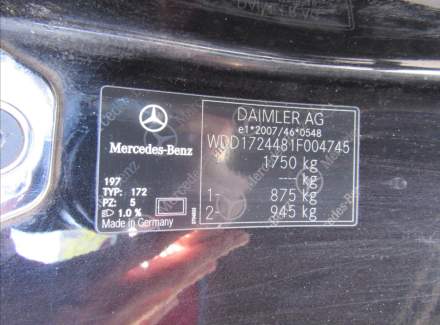 Mercedes-Benz
197
TYP: 172
PZ: 5
1.0 %
Made in Germany
DAIMLER AG
e1*2007/46*0548
WDD1724481F004745
1750 kg
--- kg
1- 875 kg
2- 945 kg